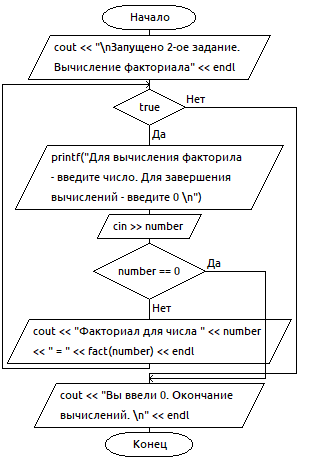 Начало
cout << "\nЗапущено 2-ое задание.
Вычисление факториала" << endl
true
Нет
Да
printf("Для вычисления факторила
- введите число. Для завершения
вычислений - введите 0 \n")
cin >> number
number == 0
Да
Нет
cout << "Факториал для числа " << number
<< " = " << fact(number) << endl
cout << "Вы ввели 0. Окончание
вычислений. \n" << endl
Конец